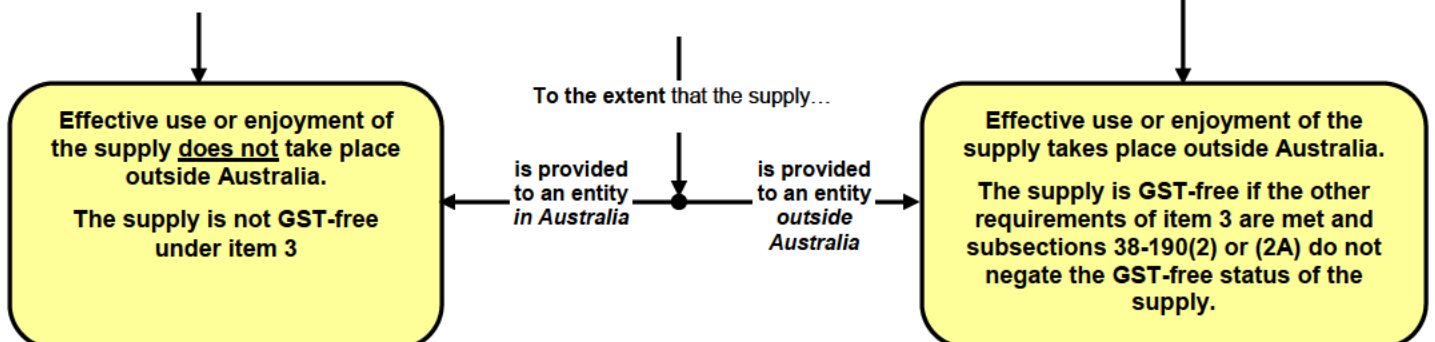 Effective use or enjoyment of
the supply does not take place
outside Australia.
The supply is not GST-free
under item 3
To the extent that the supply…
is provided
to an entity
in Australia
is provided
to an entity
outside
Australia
Effective use or enjoyment of the
supply takes place outside Australia.
The supply is GST-free if the other
requirements of item 3 are met and
subsections 38-190(2) or (2A) do not
negate the GST-free status of the
supply.